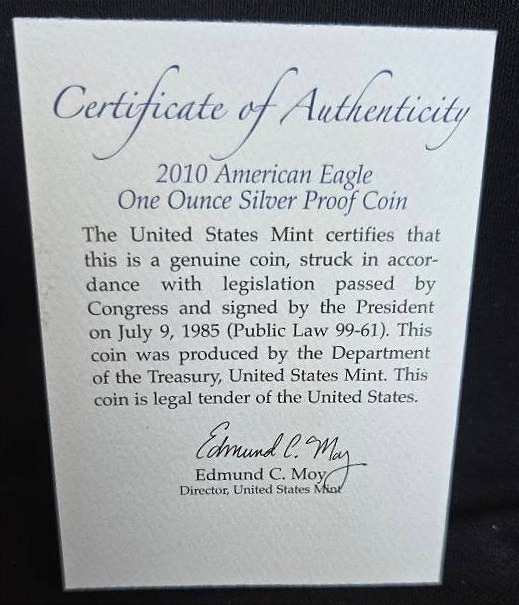 Certificate of Authenticity
2010 American Eagle
One Ounce Silver Proof Coin
The United States Mint certifies that
this is a genuine coin, struck in accor-
dance with legislation passed by
Congress and signed by the President
on July 9, 1985 (Public Law 99-61). This
coin was produced by the Department
of the Treasury, United States Mint. This
coin is legal tender of the United States.
Edmund C. Moy
Edmund C. Moy
Director, United States Mint